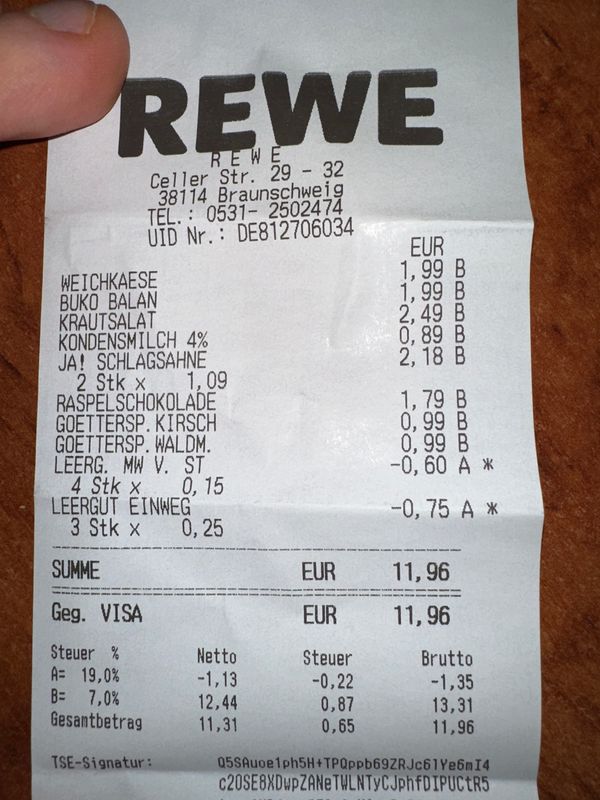 REWE
R E W E
Celler Str. 29 - 32
38114 Braunschweig
TEL.: 0531- 2502474
UID Nr.: DE812706034
EUR
WEICHKAESE 1,99 B
BUKO BALAN 1,99 B
KRAUTSALAT 2,49 B
KONDENSMILCH 4% 0,89 B
JA! SCHLAGSAHNE 2,18 B
2 Stk x 1,09
RASPELSCHOKOLADE 1,79 B
GOETTERSP.KIRSCH 0,99 B
GOETTERSP.WALDM. 0,99 B
LEERG. MW V. ST -0,60 A *
4 Stk x 0,15
LEERGUT EINWEG -0,75 A *
3 Stk x 0,25
SUMME EUR 11,96
Geg. VISA EUR 11,96
Steuer % Netto Steuer Brutto
A= 19,0% -1,13 -0,22 -1,35
B= 7,0% 12,44 0,87 13,31
Gesamtbetrag 11,31 0,65 11,96
TSE-Signatur: Q5SAuoe1ph5H+TPQppb69ZRJc61Ye6mI4
c2OSE8XDwpZANeTWLNTyCJphfDIPUCtR5